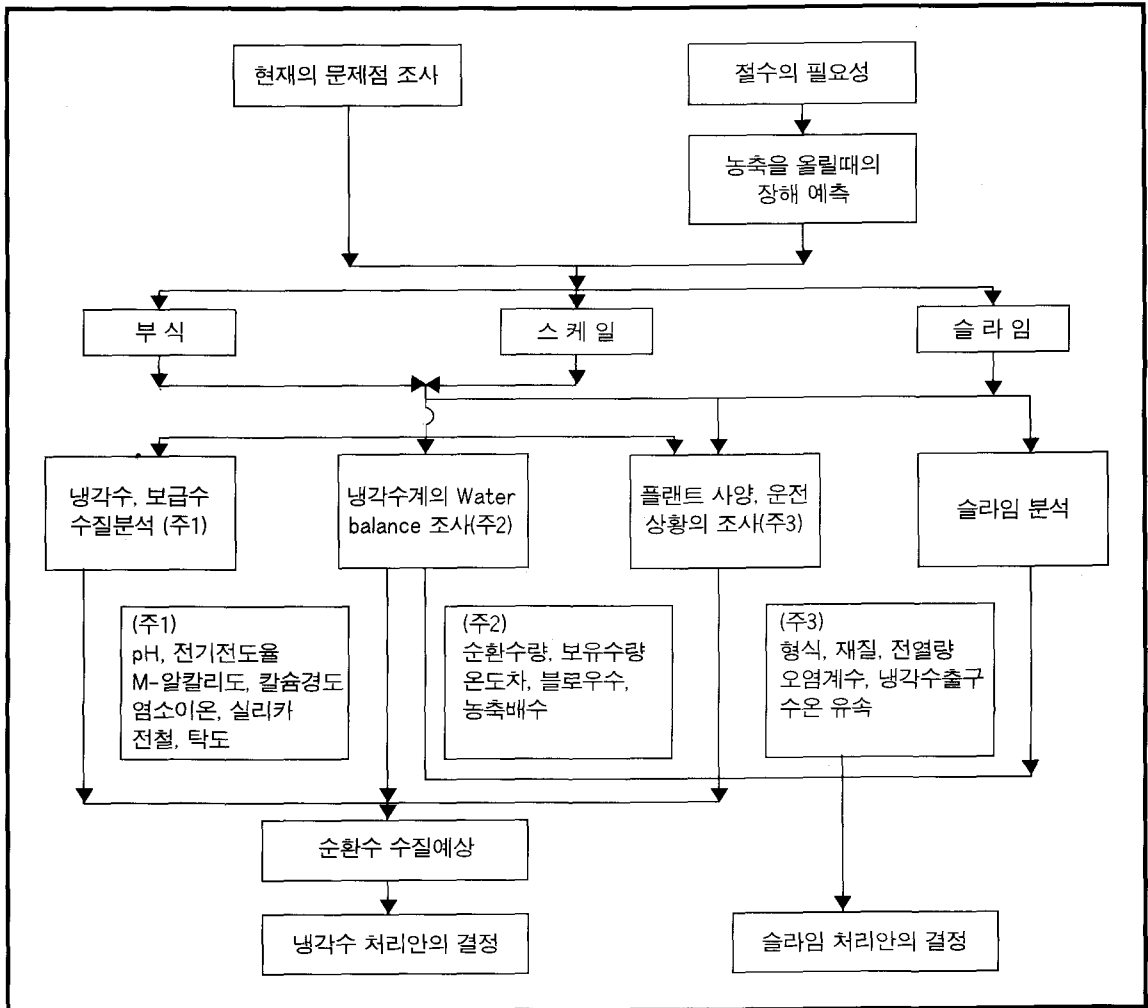 현재의 문제점 조사
절수의 필요성
농축을 올릴때의
장해 예측
부 식
스 케 일
슬 라 임
냉각수, 보급수
수질분석 (주1)
냉각수계의 Water
balance 조사(주2)
플랜트 사양, 운전
상황의 조사(주3)
슬라임 분석
(주1)
pH, 전기전도율
M-알칼리도, 칼슘경도
염소이온, 실리카
전철, 탁도
(주2)
순환수량, 보유수량
온도차, 블로우수,
농축배수
(주3)
형식, 재질, 전열량
오염계수, 냉각수출구
수온 유속
순환수 수질예상
냉각수 처리안의 결정
슬라임 처리안의 결정